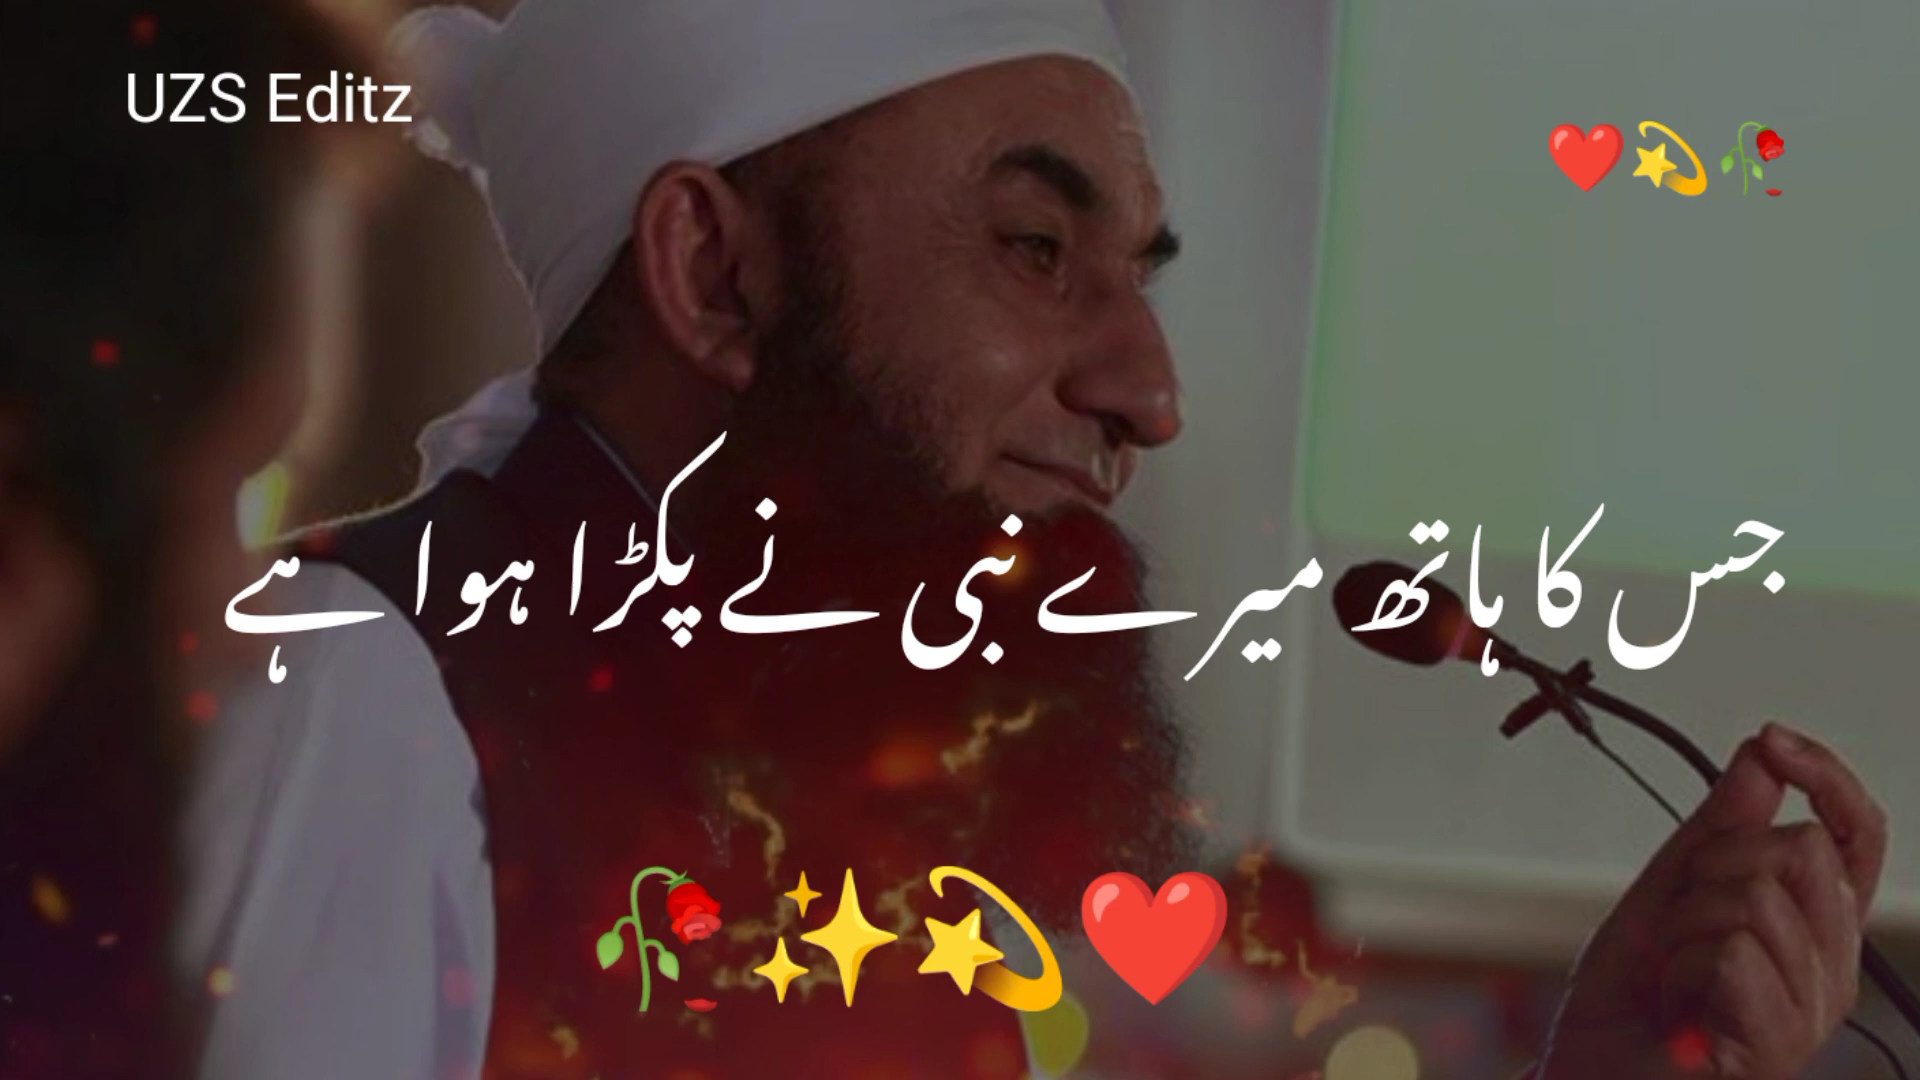 UZS Editz
❤️💫🥀
جس کا ہاتھ میرے نبی نے پکڑا ہوا ہے
🥀✨💫❤️